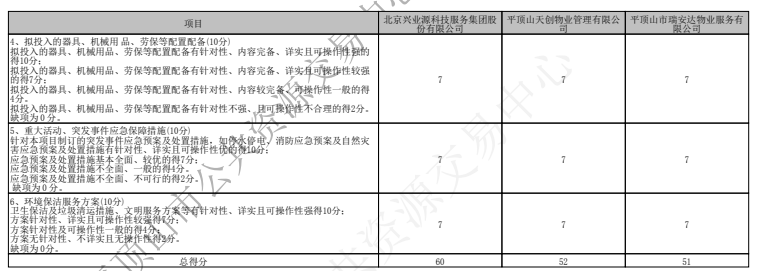 项目 北京兴业源科技服务集团股份有限公司 平顶山天创物业管理有限公司 平顶山市瑞安达物业服务有限公司
4、拟投入的器具、机械用品、劳保等配置配备(10分)
拟投入的器具、机械用品、劳保等配置配备有针对性、内容完备、详实且可操作性强的
得10分;
拟投入的器具、机械用品、劳保等配置配备有针对性、内容完备、详实且可操作性较强
的得7分;
拟投入的器具、机械用品、劳保等配置配备有针对性、内容较完备、可操作性一般的得
4分。
拟投入的器具、机械用品、劳保等配置配备有针对性不强、且可操作性不合理的得2分。
缺项为0分。
7 7 7
5、重大活动、突发事件应急保障措施(10分)
针对本项目制订的突发事件应急预案及处置措施，如停水停电、消防应急预案及自然灾
害应急预案及处置措施有针对性、详实且可操作性优的得10分;
应急预案及处置措施基本全面、较优的得7分;
应急预案及处置措施不全面、一般的得4分。
应急预案及处置措施不全面、不可行的得2分。
缺项为0分。
7 7 7
6、环境保洁服务方案(10分)
卫生保洁及垃圾清运措施、文明服务方案等有针对性、详实且可操作性强得10分;
方案针对性、详实且可操作性较强得7分;
方案针对性及可操作性一般的得4分;
方案无针对性、不详实且无操作性得2分。
缺项为0分。
7 7 7
总得分 60 52 51
顶山市公共资源交易中心
共资源交易中心